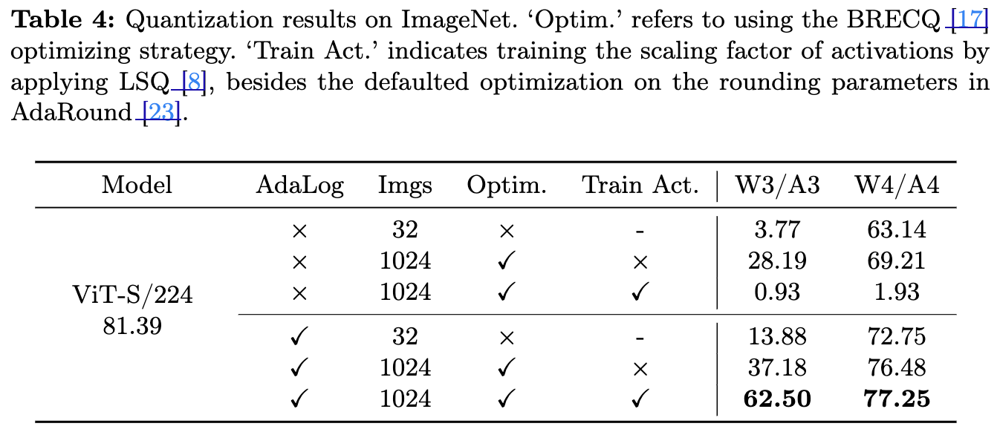 Table 4: Quantization results on ImageNet. ‘Optim.’ refers to using the BRECQ [17]
optimizing strategy. ‘Train Act.’ indicates training the scaling factor of activations by
applying LSQ [8], besides the defaulted optimization on the rounding parameters in
AdaRound [23].
Model AdaLog Imgs Optim. Train Act. W3/A3 W4/A4
× 32 × - 3.77 63.14
× 1024 ✓ × 28.19 69.21
× 1024 ✓ ✓ 0.93 1.93
ViT-S/224
81.39
✓ 32 × - 13.88 72.75
✓ 1024 ✓ × 37.18 76.48
✓ 1024 ✓ ✓ 62.50 77.25